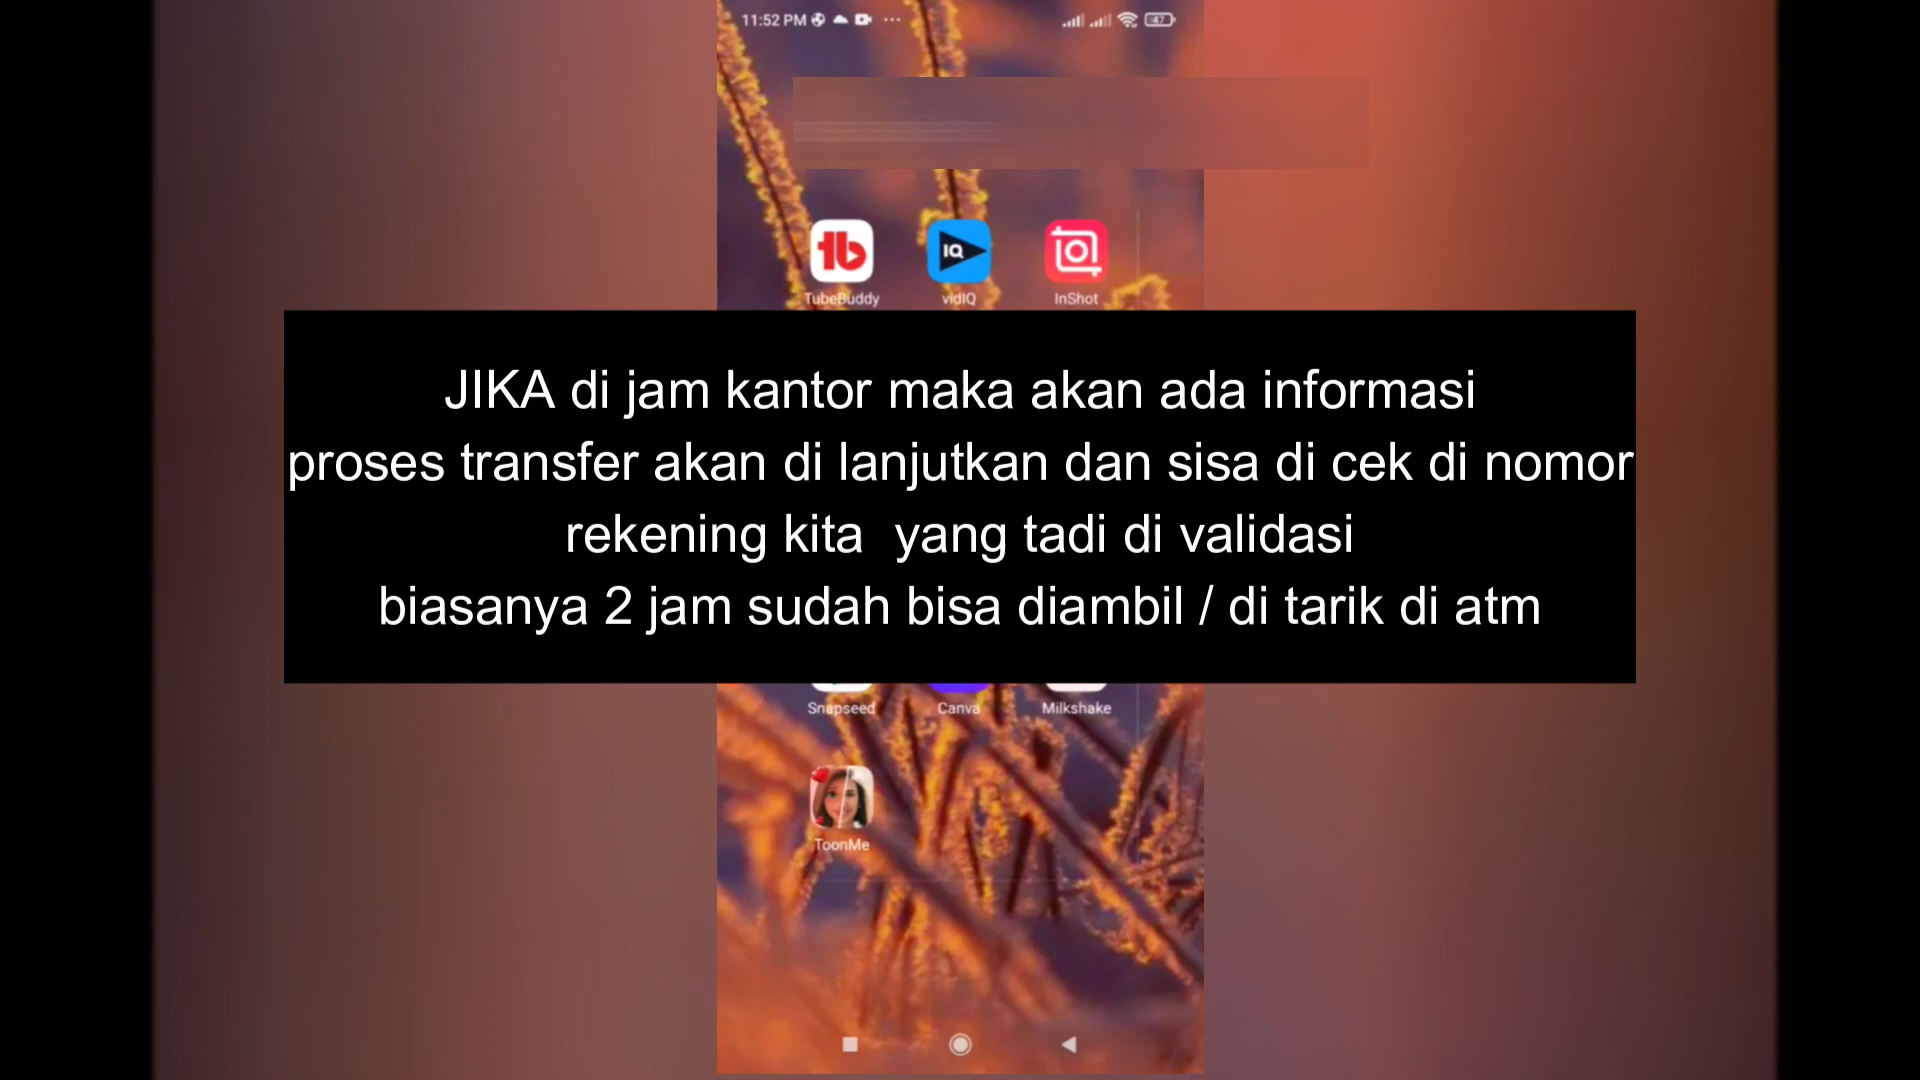 11:52 PM
47
TubeBuddy vidIQ InShot
IQ
JIKA di jam kantor maka akan ada informasi
proses transfer akan di lanjutkan dan sisa di cek di nomor
rekening kita  yang tadi di validasi
biasanya 2 jam sudah bisa diambil / di tarik di atm
Snapseed Canva Milkshake
ToonMe